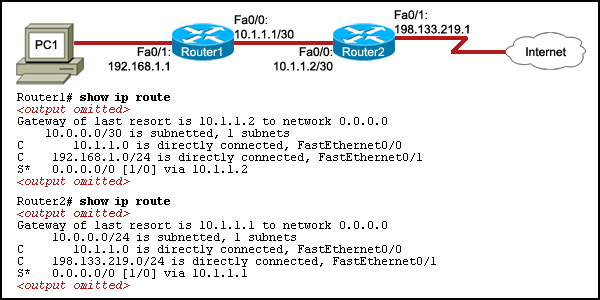 Fa0/0:
10.1.1.1/30
Fa0/1:
198.133.219.1
PC1
Router1
Router2
Internet
Fa0/1:
192.168.1.1
Fa0/0:
10.1.1.2/30
Router1# show ip route
<output omitted>
Gateway of last resort is 10.1.1.2 to network 0.0.0.0
10.0.0.0/30 is subnetted, 1 subnets
C 10.1.1.0 is directly connected, FastEthernet0/0
C 192.168.1.0/24 is directly connected, FastEthernet0/1
S* 0.0.0.0/0 [1/0] via 10.1.1.2
<output omitted>
Router2# show ip route
<output omitted>
Gateway of last resort is 10.1.1.1 to network 0.0.0.0
10.0.0.0/24 is subnetted, 1 subnets
C 10.1.1.0 is directly connected, FastEthernet0/0
C 198.133.219.0/24 is directly connected, FastEthernet0/1
S* 0.0.0.0/0 [1/0] via 10.1.1.1
<output omitted>